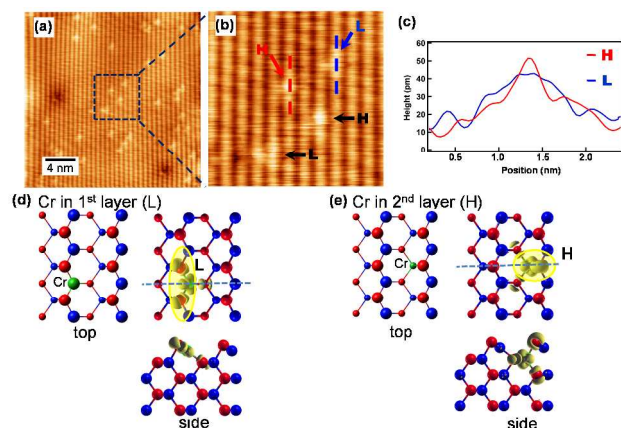 (a)
4 nm
(b)
H
L
H
L
(c)
Height (pm)
60
50
40
30
20
10
0
H
L
0.5
1.0
1.5
2.0
Position (nm)
(d) Cr in 1st layer (L)
Cr
L
top
side
(e) Cr in 2nd layer (H)
Cr
H
top
side